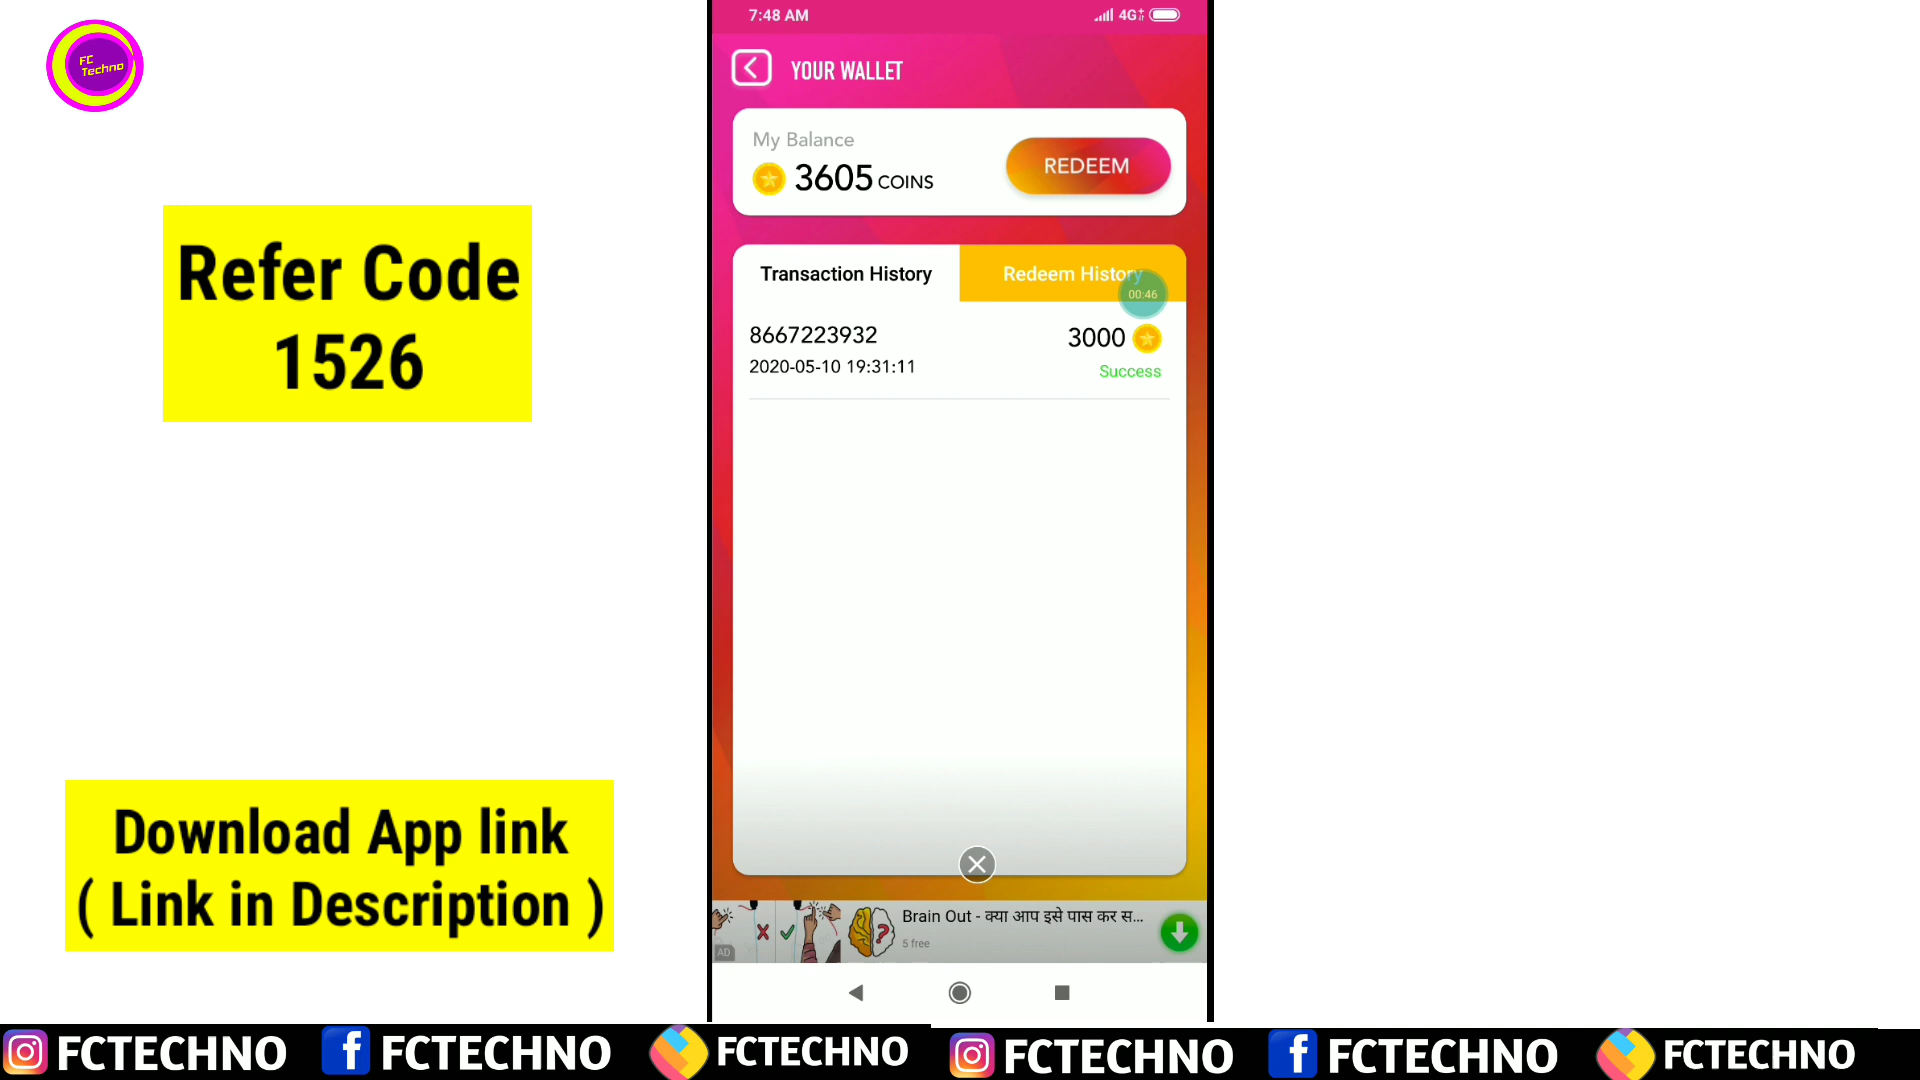 FC
Techno
7:48 AM
4G+
YOUR WALLET
My Balance
3605 COINS
REDEEM
Refer Code
1526
Transaction History
Redeem History
00:46
8667223932
3000
2020-05-10 19:31:11
Success
Download App link
( Link in Description )
Brain Out - क्या आप इसे पास कर स...
5 free
AD
FCTECHNO
FCTECHNO
FCTECHNO
FCTECHNO
FCTECHNO
FCTECHNO